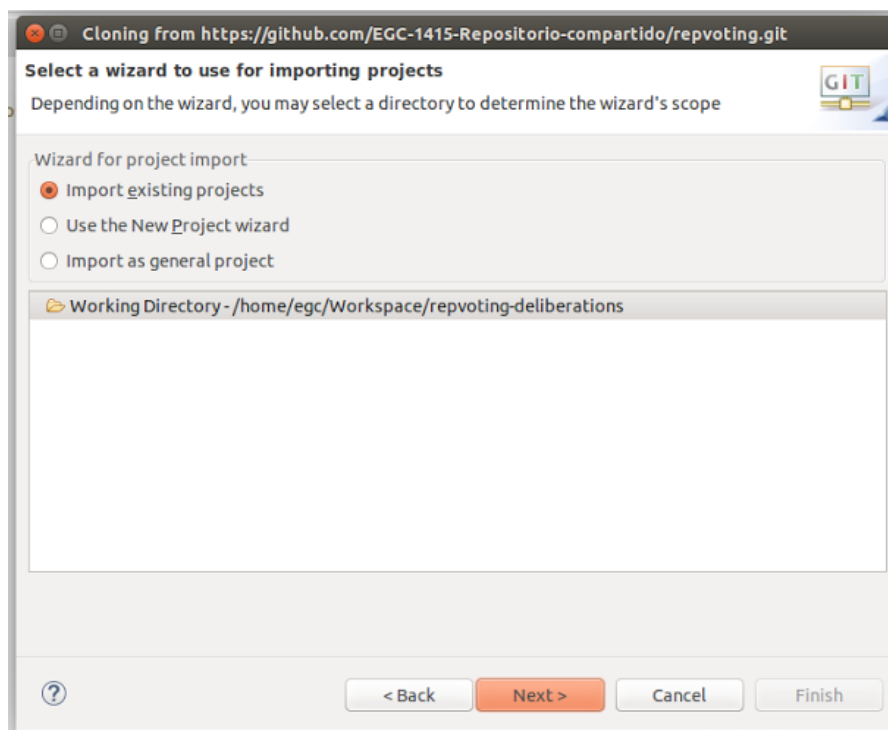 Cloning from https://github.com/EGC-1415-Repositorio-compartido/repvoting.git
Select a wizard to use for importing projects
Depending on the wizard, you may select a directory to determine the wizard's scope
GIT
Wizard for project import
Import existing projects
Use the New Project wizard
Import as general project
Working Directory - /home/egc/Workspace/repvoting-deliberations
?
< Back
Next >
Cancel
Finish